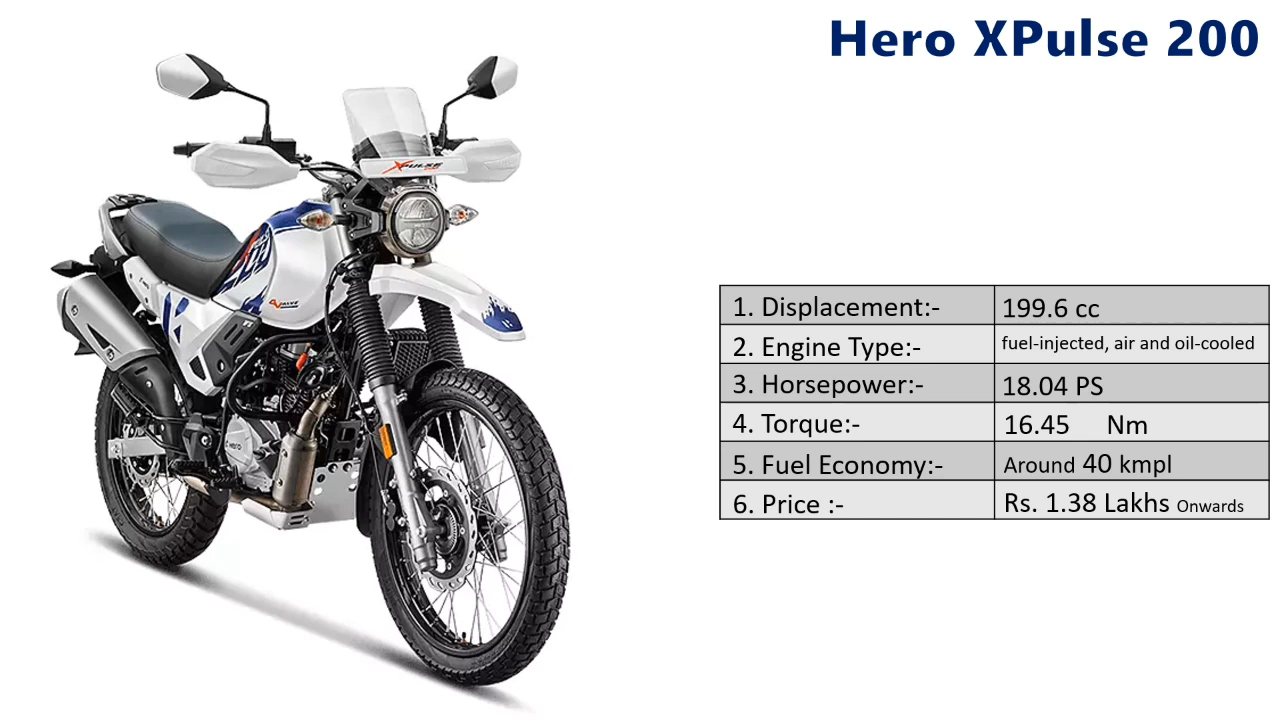 Hero XPulse 200
XPULSE
Hero
1. Displacement:- 199.6 cc
2. Engine Type:- fuel-injected, air and oil-cooled
3. Horsepower:- 18.04 PS
4. Torque:- 16.45 Nm
5. Fuel Economy:- Around 40 kmpl
6. Price :- Rs. 1.38 Lakhs Onwards